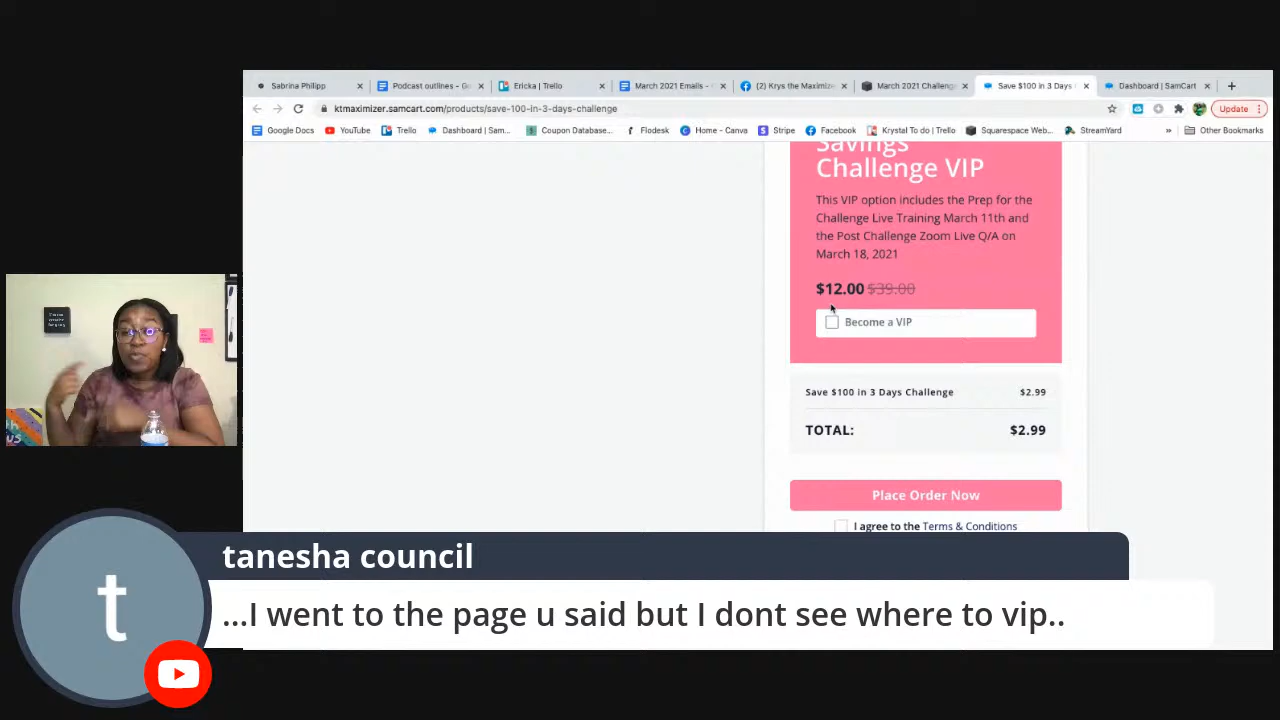 Sabrina Philipp
Podcast outlines - G
Ericka | Trello
March 2021 Emails -
(2) Krys the Maximize
March 2021 Challeng
Save $100 in 3 Days
Dashboard | SamCart
ktmaximizer.samcart.com/products/save-100-in-3-days-challenge
Update
Google Docs
YouTube
Trello
Dashboard | Sam...
Coupon Database...
Flodesk
Home - Canva
Stripe
Facebook
Krystal To do | Trello
Squarespace Web...
StreamYard
Other Bookmarks
Savings
Challenge VIP
This VIP option includes the Prep for the
Challenge Live Training March 11th and
the Post Challenge Zoom Live Q/A on
March 18, 2021
$12.00 $39.00
Become a VIP
Save $100 in 3 Days Challenge $2.99
TOTAL: $2.99
Place Order Now
I agree to the Terms & Conditions
t
tanesha council
...I went to the page u said but I dont see where to vip..